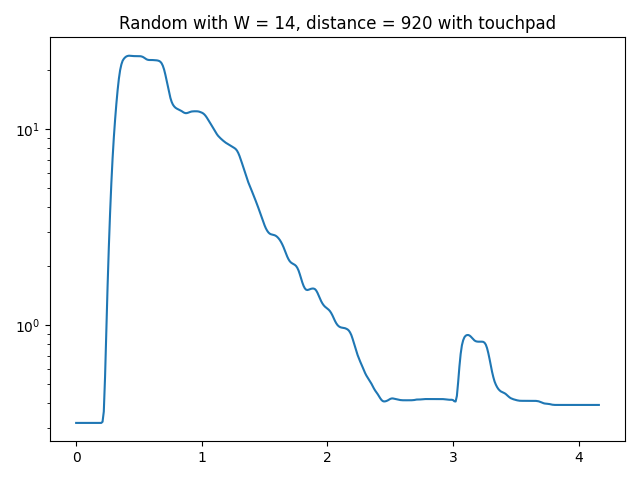 Random with W = 14, distance = 920 with touchpad
10¹
10⁰
0 1 2 3 4